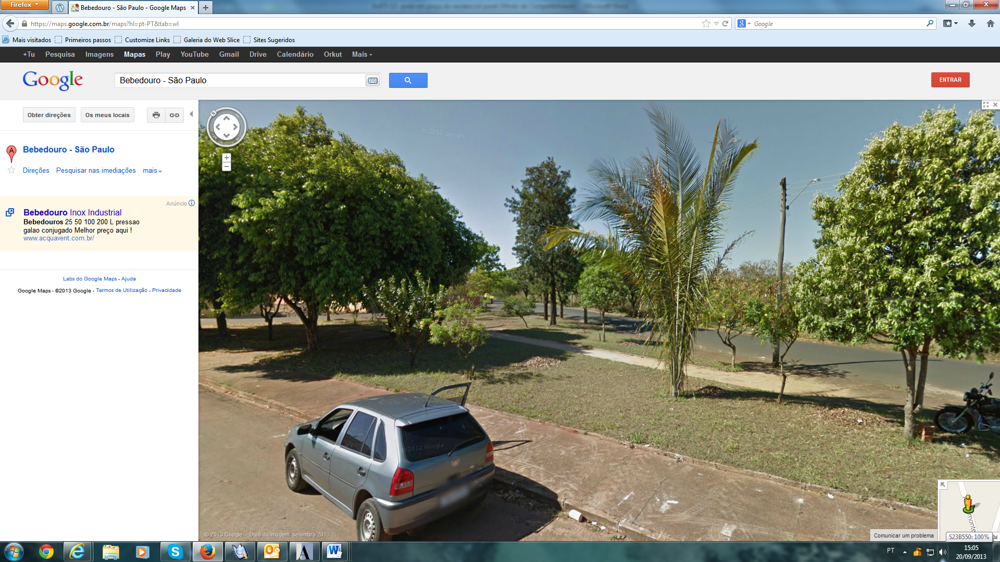 Firefox
Bebedouro - São Paulo - Google Maps
https://maps.google.com.br/maps?hl=pt-PT&tab=wl
Google
Mais visitados
Primeiros passos
Customize Links
Galeria do Web Slice
Sites Sugeridos
+Tu Pesquisa Imagens Mapas Play YouTube Gmail Drive Calendário Orkut Mais
Google
Bebedouro - São Paulo
ENTRAR
Obter direções
Os meus locais
A
Bebedouro - São Paulo
Direções Pesquisar nas imediações mais
Anúncio
Bebedouro Inox Industrial
Bebedouros 25 50 100 200 L pressao
galao conjugado Melhor preço aqui !
www.acquavent.com.br/
Labs do Google Maps - Ajuda
Google Maps - ©2013 Google - Termos de Utilização - Privacidade
N
© 2012 Google
© 2012 Google
© 2013 Google
Data da Imagem: setembro 2011
Comunicar um problema
S23B550: 100%
PT
15:05
20/09/2013